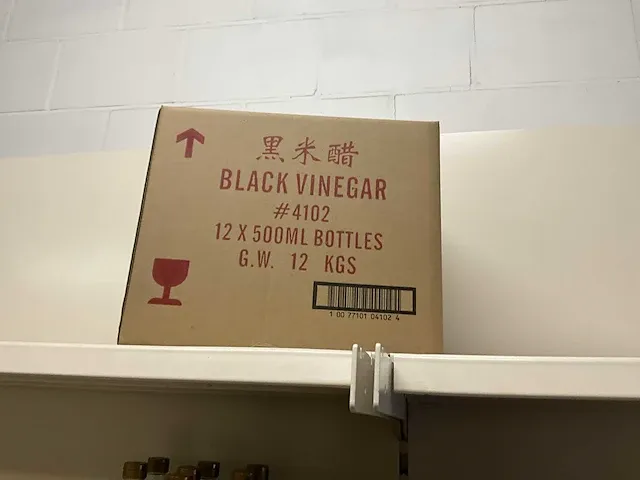 黑米醋
BLACK VINEGAR
#4102
12 X 500ML BOTTLES
G.W. 12 KGS
1 00 77101 04102 4